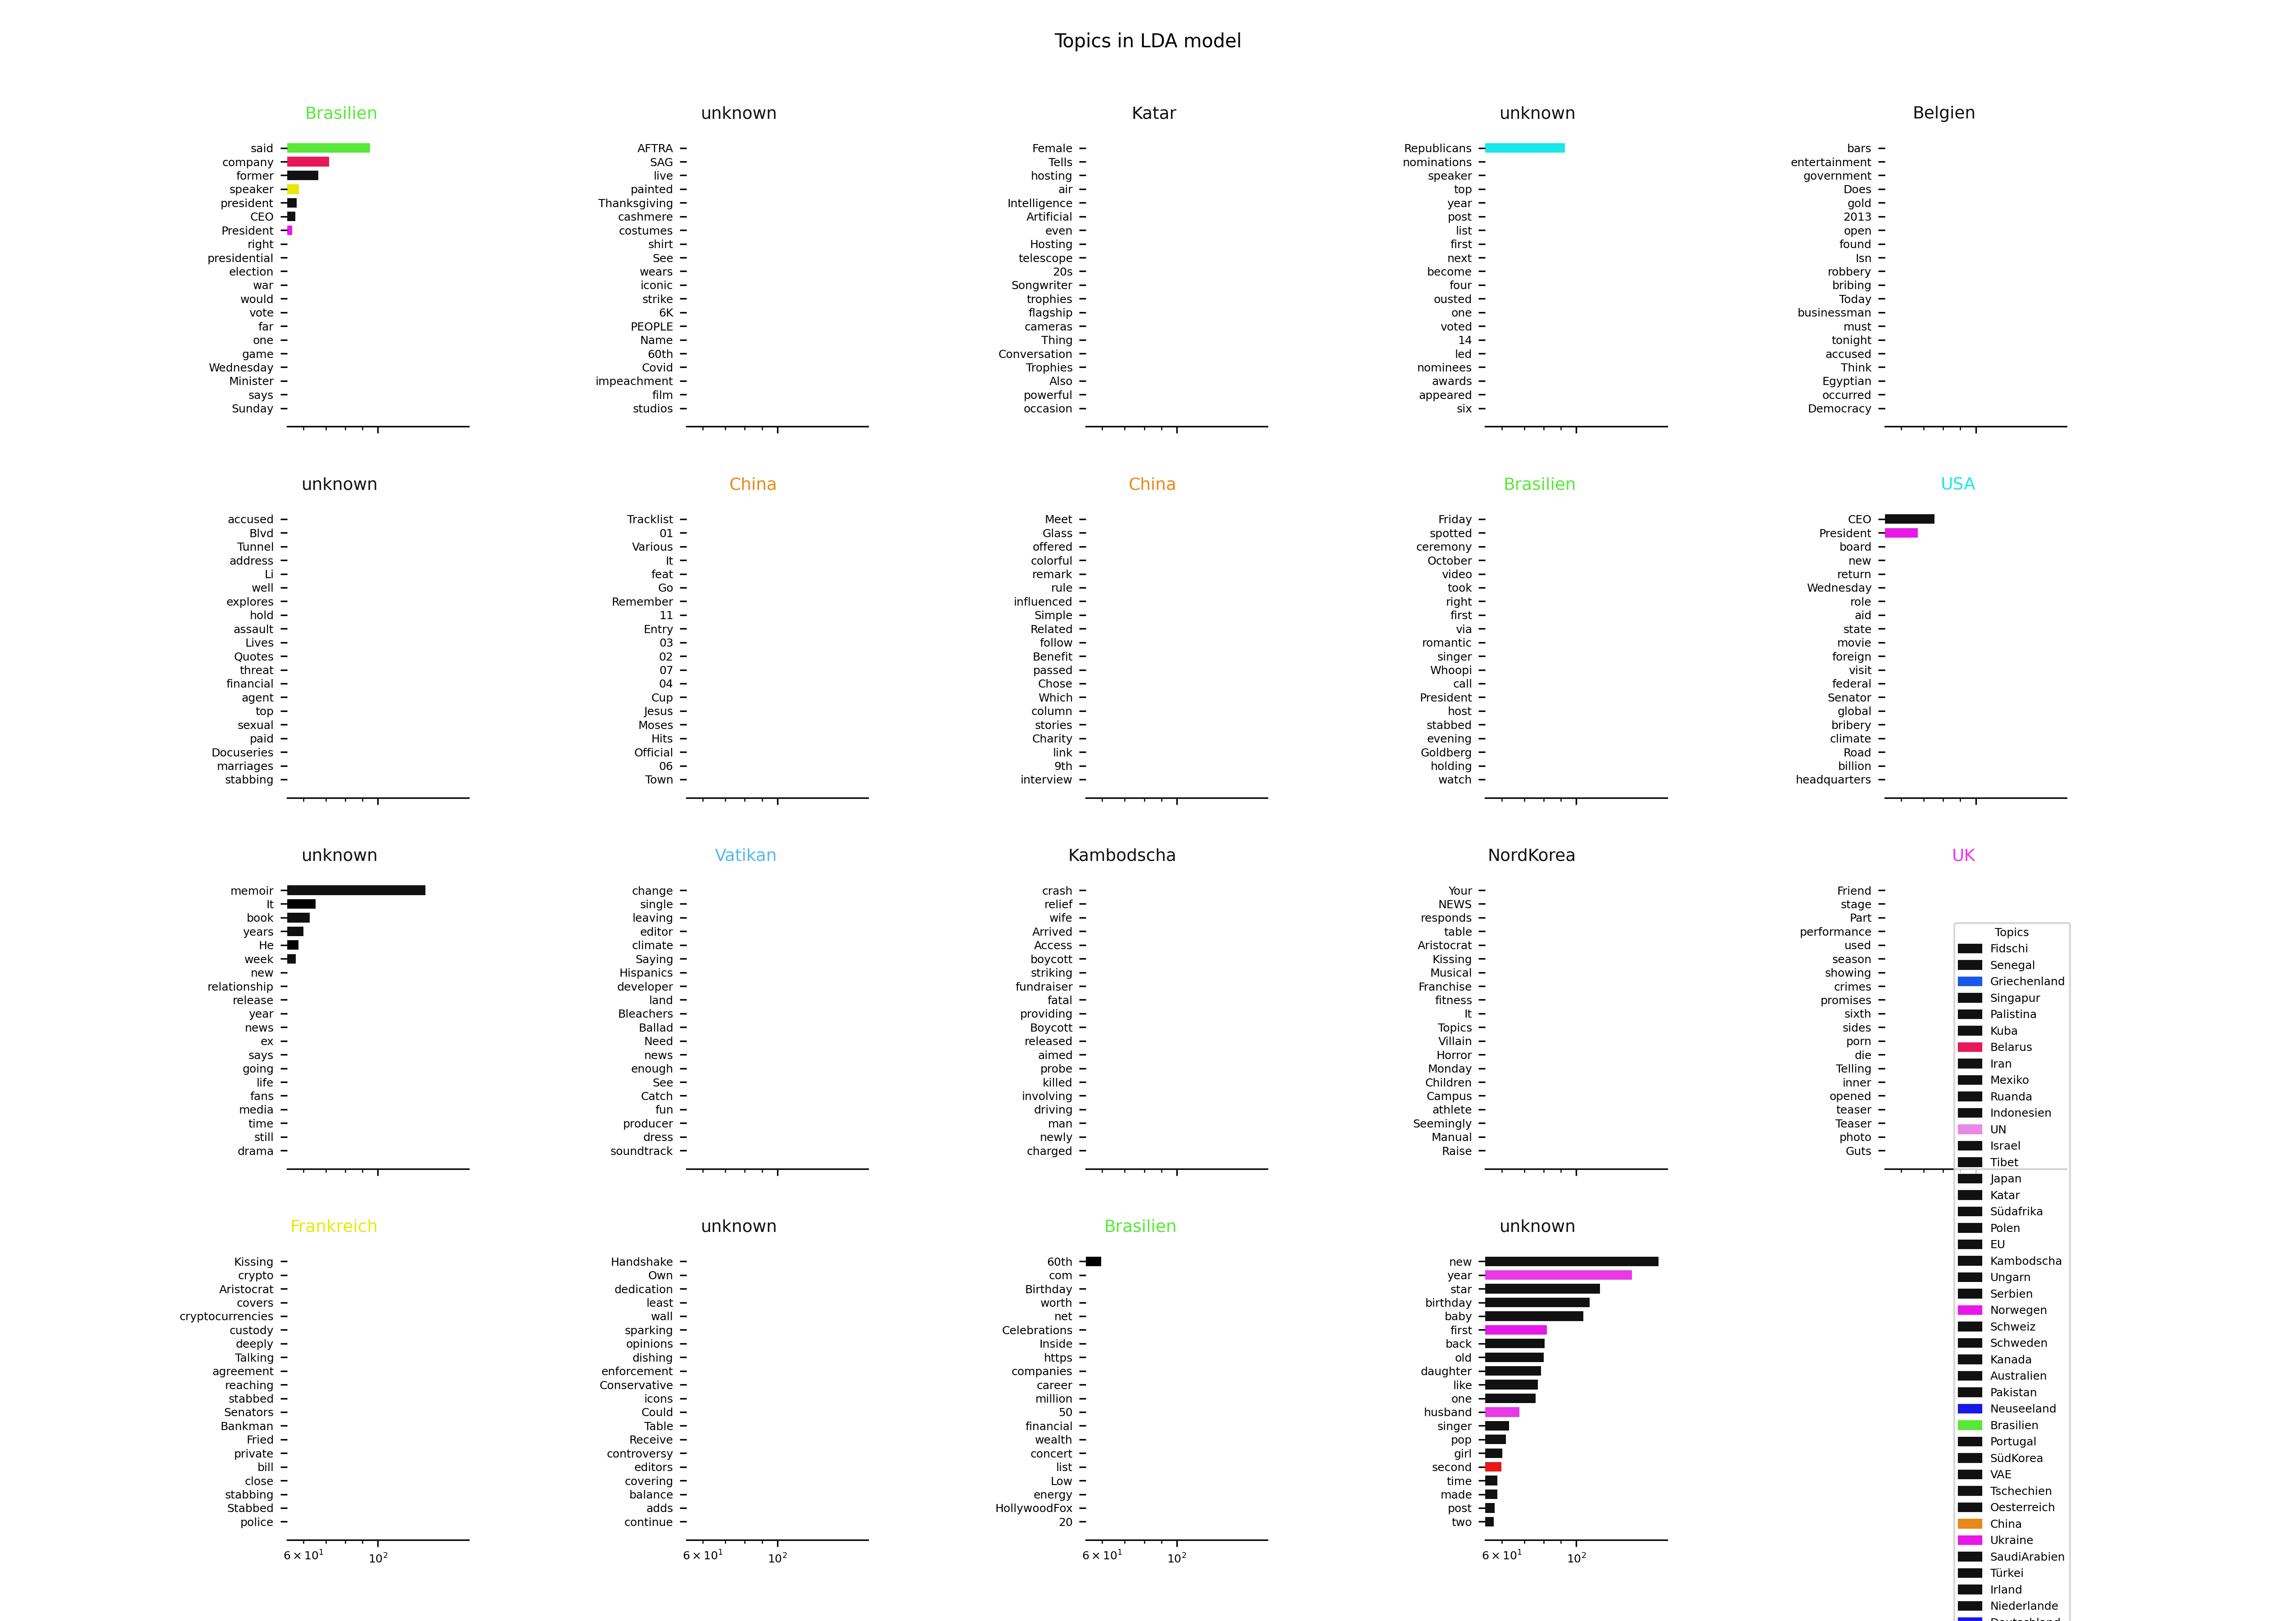 Topics in LDA model
Brasilien
said
company
former
speaker
president
CEO
President
right
presidential
election
war
would
vote
far
one
game
Wednesday
Minister
says
Sunday
unknown
AFTRA
SAG
live
painted
Thanksgiving
cashmere
costumes
shirt
See
wears
iconic
strike
6K
PEOPLE
Name
60th
Covid
impeachment
film
studios
Katar
Female
Tells
hosting
air
Intelligence
Artificial
even
Hosting
telescope
20s
Songwriter
trophies
flagship
cameras
Thing
Conversation
Trophies
Also
powerful
occasion
unknown
Republicans
nominations
speaker
top
year
post
list
first
next
become
four
ousted
one
voted
14
led
nominees
awards
appeared
six
Belgien
bars
entertainment
government
Does
gold
2013
open
found
Isn
robbery
bribing
Today
businessman
must
tonight
accused
Think
Egyptian
occurred
Democracy
unknown
accused
Blvd
Tunnel
address
Li
well
explores
hold
assault
Lives
Quotes
threat
financial
agent
top
sexual
paid
Docuseries
marriages
stabbing
China
Tracklist
01
Various
It
feat
Go
Remember
11
Entry
03
02
07
04
Cup
Jesus
Moses
Hits
Official
06
Town
China
Meet
Glass
offered
colorful
remark
rule
influenced
Simple
Related
follow
Benefit
passed
Chose
Which
column
stories
Charity
link
9th
interview
Brasilien
Friday
spotted
ceremony
October
video
took
right
first
via
romantic
singer
Whoopi
call
President
host
stabbed
evening
Goldberg
holding
watch
USA
CEO
President
board
new
return
Wednesday
role
aid
state
movie
foreign
visit
federal
Senator
global
bribery
climate
Road
billion
headquarters
unknown
memoir
It
book
years
He
week
new
relationship
release
year
news
ex
says
going
life
fans
media
time
still
drama
Vatikan
change
single
leaving
editor
climate
Saying
Hispanics
developer
land
Bleachers
Ballad
Need
news
enough
See
Catch
fun
producer
dress
soundtrack
Kambodscha
crash
relief
wife
Arrived
Access
boycott
striking
fundraiser
fatal
providing
Boycott
released
aimed
probe
killed
involving
driving
man
newly
charged
NordKorea
Your
NEWS
responds
table
Aristocrat
Kissing
Musical
Franchise
fitness
It
Topics
Villain
Horror
Monday
Children
Campus
athlete
Seemingly
Manual
Raise
UK
Friend
stage
Part
performance
used
season
showing
crimes
promises
sixth
sides
porn
die
Telling
inner
opened
teaser
Teaser
photo
Guts
Frankreich
Kissing
crypto
Aristocrat
covers
cryptocurrencies
custody
deeply
Talking
agreement
reaching
stabbed
Senators
Bankman
Fried
private
bill
close
stabbing
Stabbed
police
6 × 10¹
10²
unknown
Handshake
Own
dedication
least
wall
sparking
opinions
dishing
enforcement
Conservative
icons
Could
Table
Receive
controversy
editors
covering
balance
adds
continue
6 × 10¹
10²
Brasilien
60th
com
Birthday
worth
net
Celebrations
Inside
https
companies
career
million
50
financial
wealth
concert
list
Low
energy
HollywoodFox
20
6 × 10¹
10²
unknown
new
year
star
birthday
baby
first
back
old
daughter
like
one
husband
singer
pop
girl
second
time
made
post
two
6 × 10¹
10²
Topics
Fidschi
Senegal
Griechenland
Singapur
Palistina
Kuba
Belarus
Iran
Mexiko
Ruanda
Indonesien
UN
Israel
Tibet
Japan
Katar
Südafrika
Polen
EU
Kambodscha
Ungarn
Serbien
Norwegen
Schweiz
Schweden
Kanada
Australien
Pakistan
Neuseeland
Brasilien
Portugal
SüdKorea
VAE
Tschechien
Oesterreich
China
Ukraine
SaudiArabien
Türkei
Irland
Niederlande